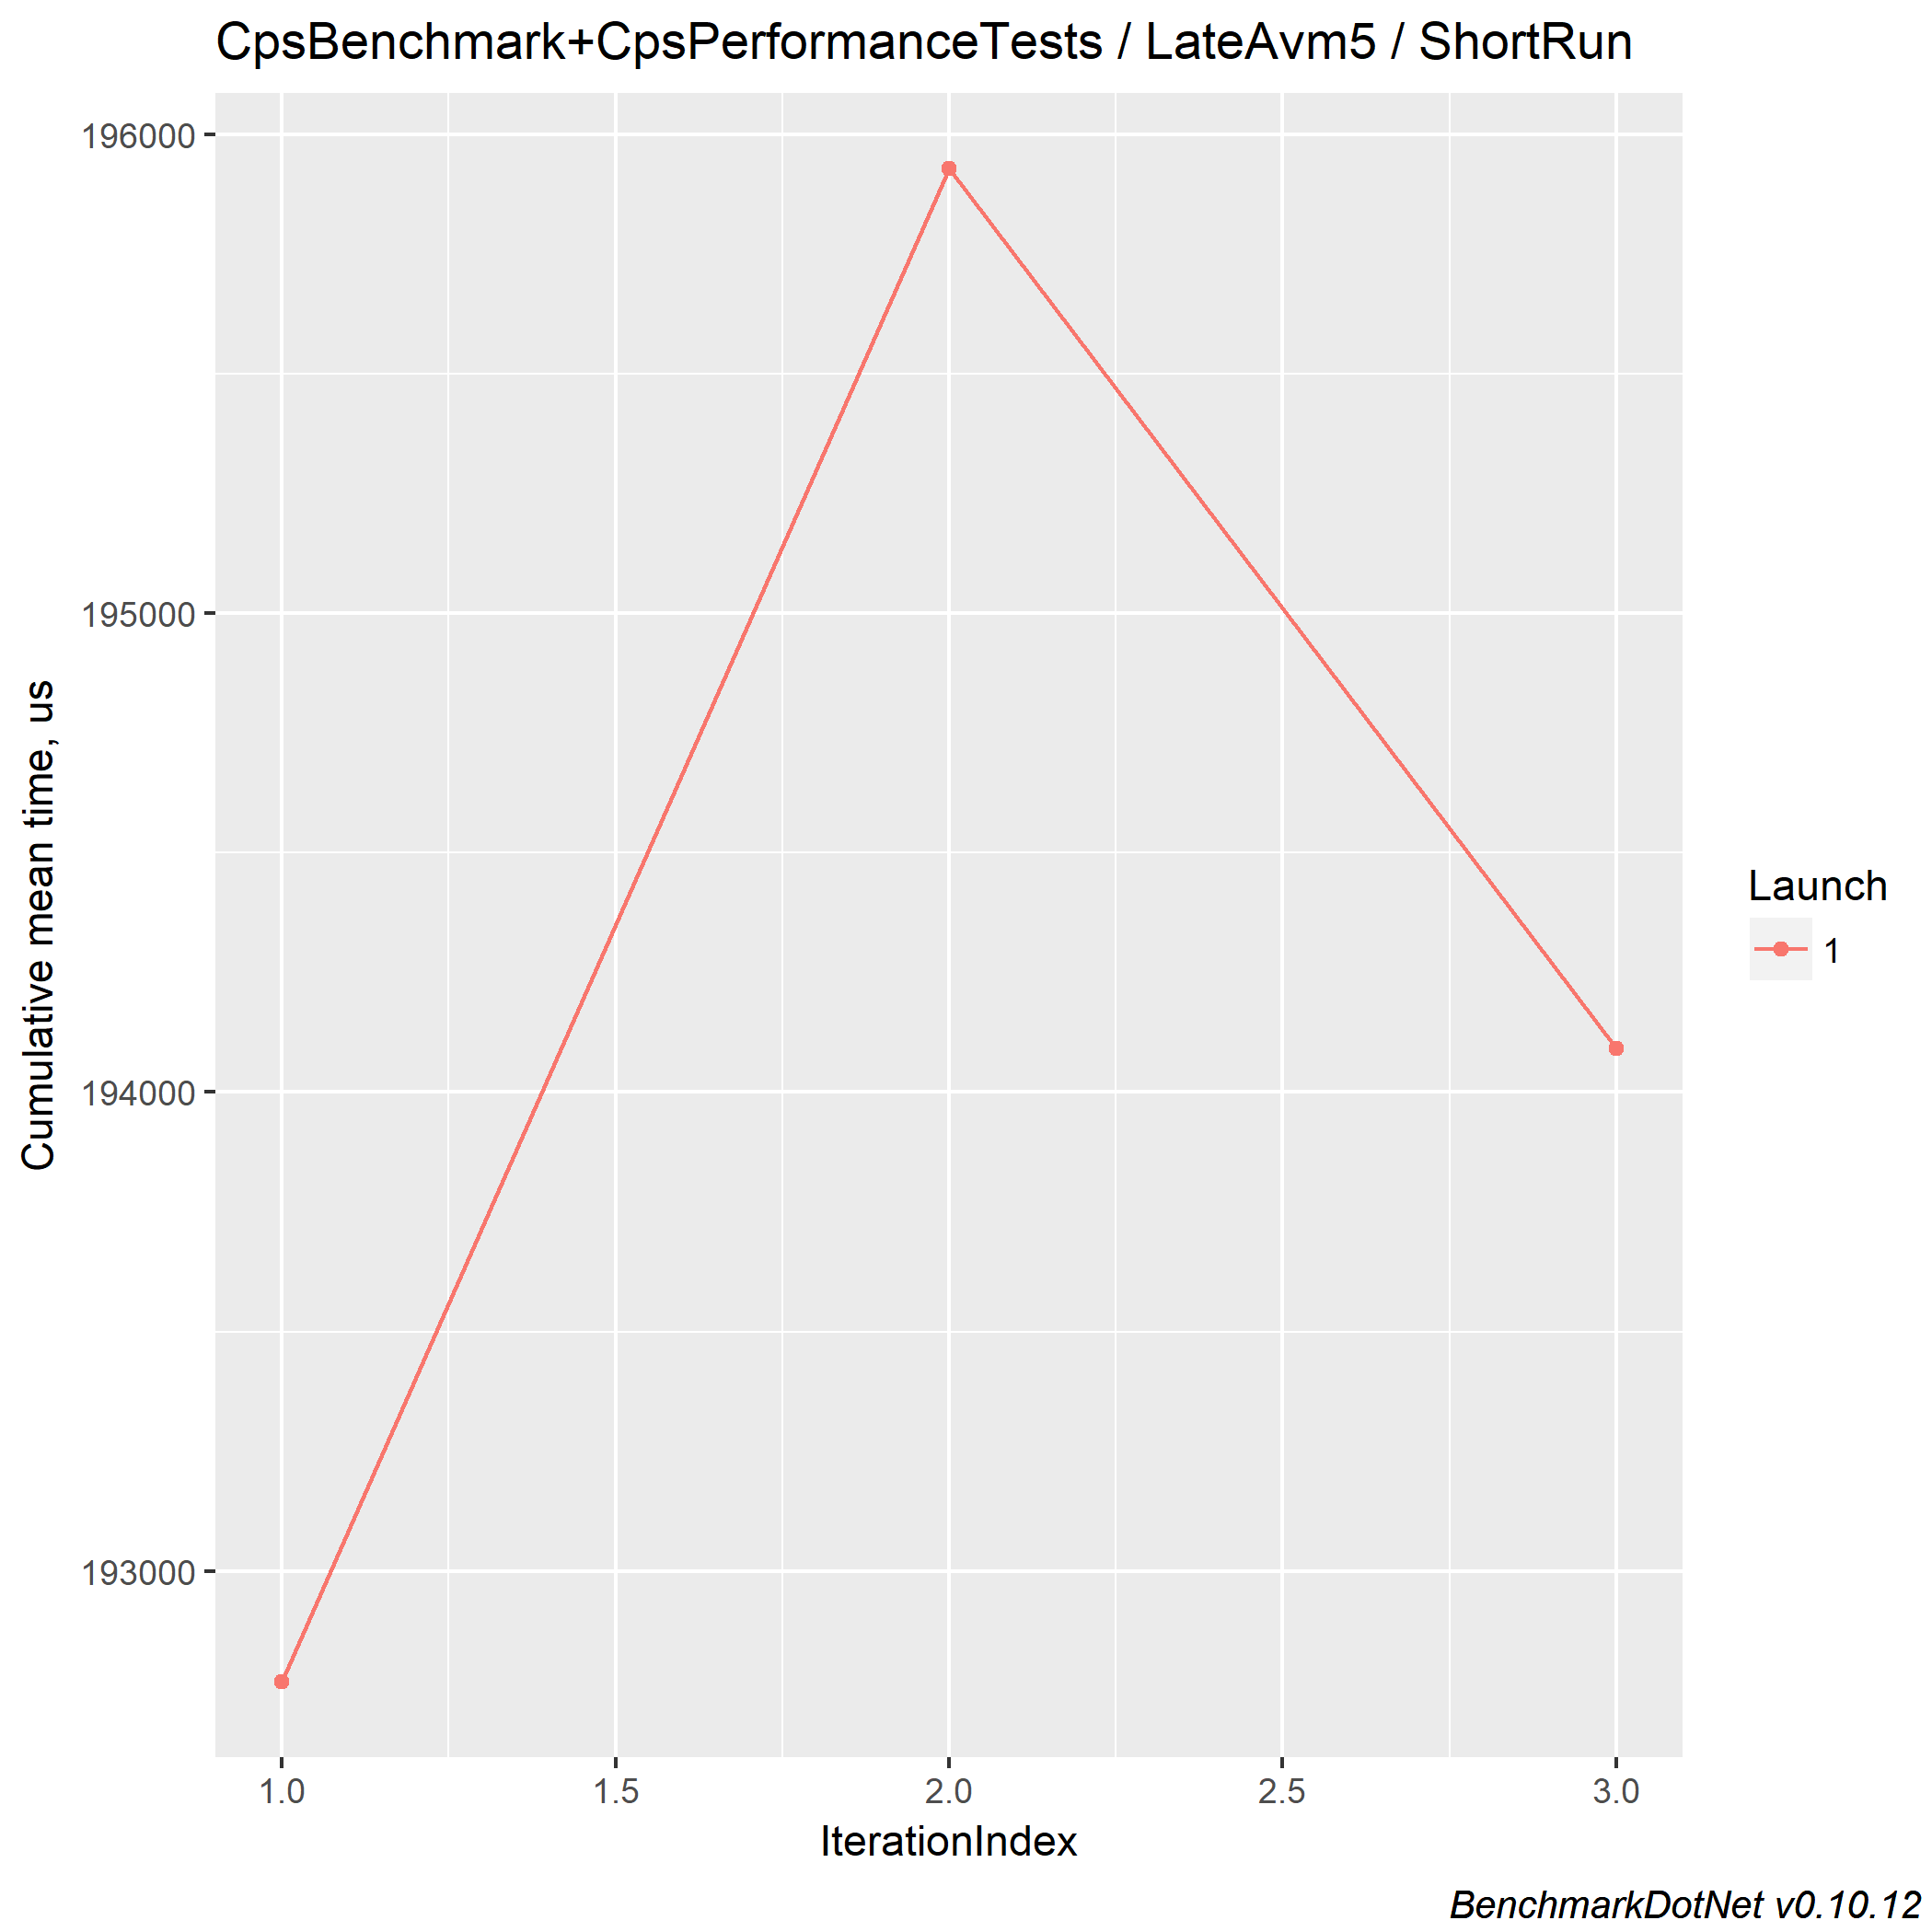 CpsBenchmark+CpsPerformanceTests / LateAvm5 / ShortRun
196000
195000
194000
193000
Cumulative mean time, us
1.0 1.5 2.0 2.5 3.0
IterationIndex
Launch
1
BenchmarkDotNet v0.10.12